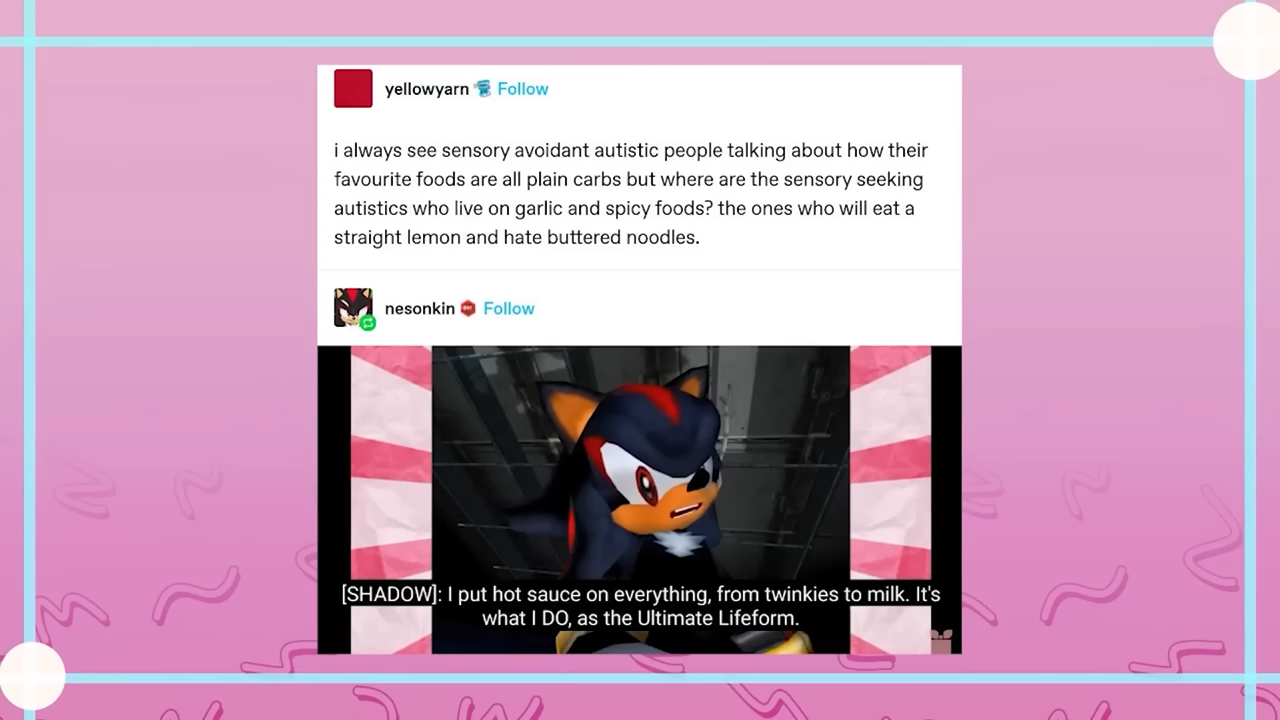 yellowyarn Follow
i always see sensory avoidant autistic people talking about how their
favourite foods are all plain carbs but where are the sensory seeking
autistics who live on garlic and spicy foods? the ones who will eat a
straight lemon and hate buttered noodles.
nesonkin Follow
[SHADOW]: I put hot sauce on everything, from twinkies to milk. It's
what I DO, as the Ultimate Lifeform.